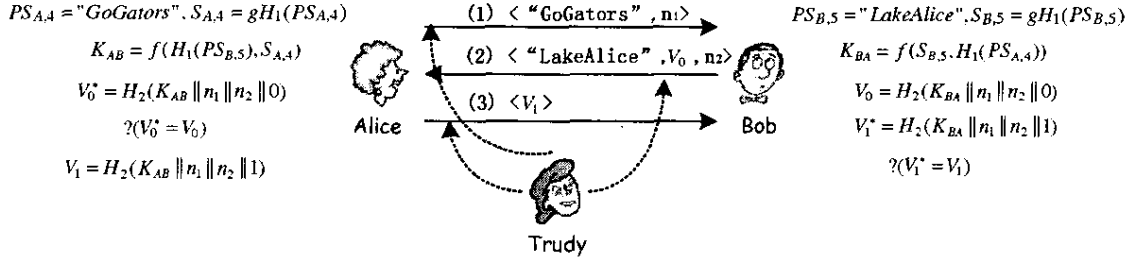 PS_{A,4} = "GoGators", S_{A,4} = gH_1(PS_{A,4})
K_{AB} = f(H_1(PS_{B,5}), S_{A,4})
V_0^* = H_2(K_{AB} || n_1 || n_2 || 0)
?(V_0^* = V_0)
V_1 = H_2(K_{AB} || n_1 || n_2 || 1)
(1) < "GoGators", n_1>
(2) < "LakeAlice", V_0, n_2>
(3) <V_1>
Alice
Bob
Trudy
PS_{B,5} = "LakeAlice", S_{B,5} = gH_1(PS_{B,5})
K_{BA} = f(S_{B,5}, H_1(PS_{A,4}))
V_0 = H_2(K_{BA} || n_1 || n_2 || 0)
V_1^* = H_2(K_{BA} || n_1 || n_2 || 1)
?(V_1^* = V_1)